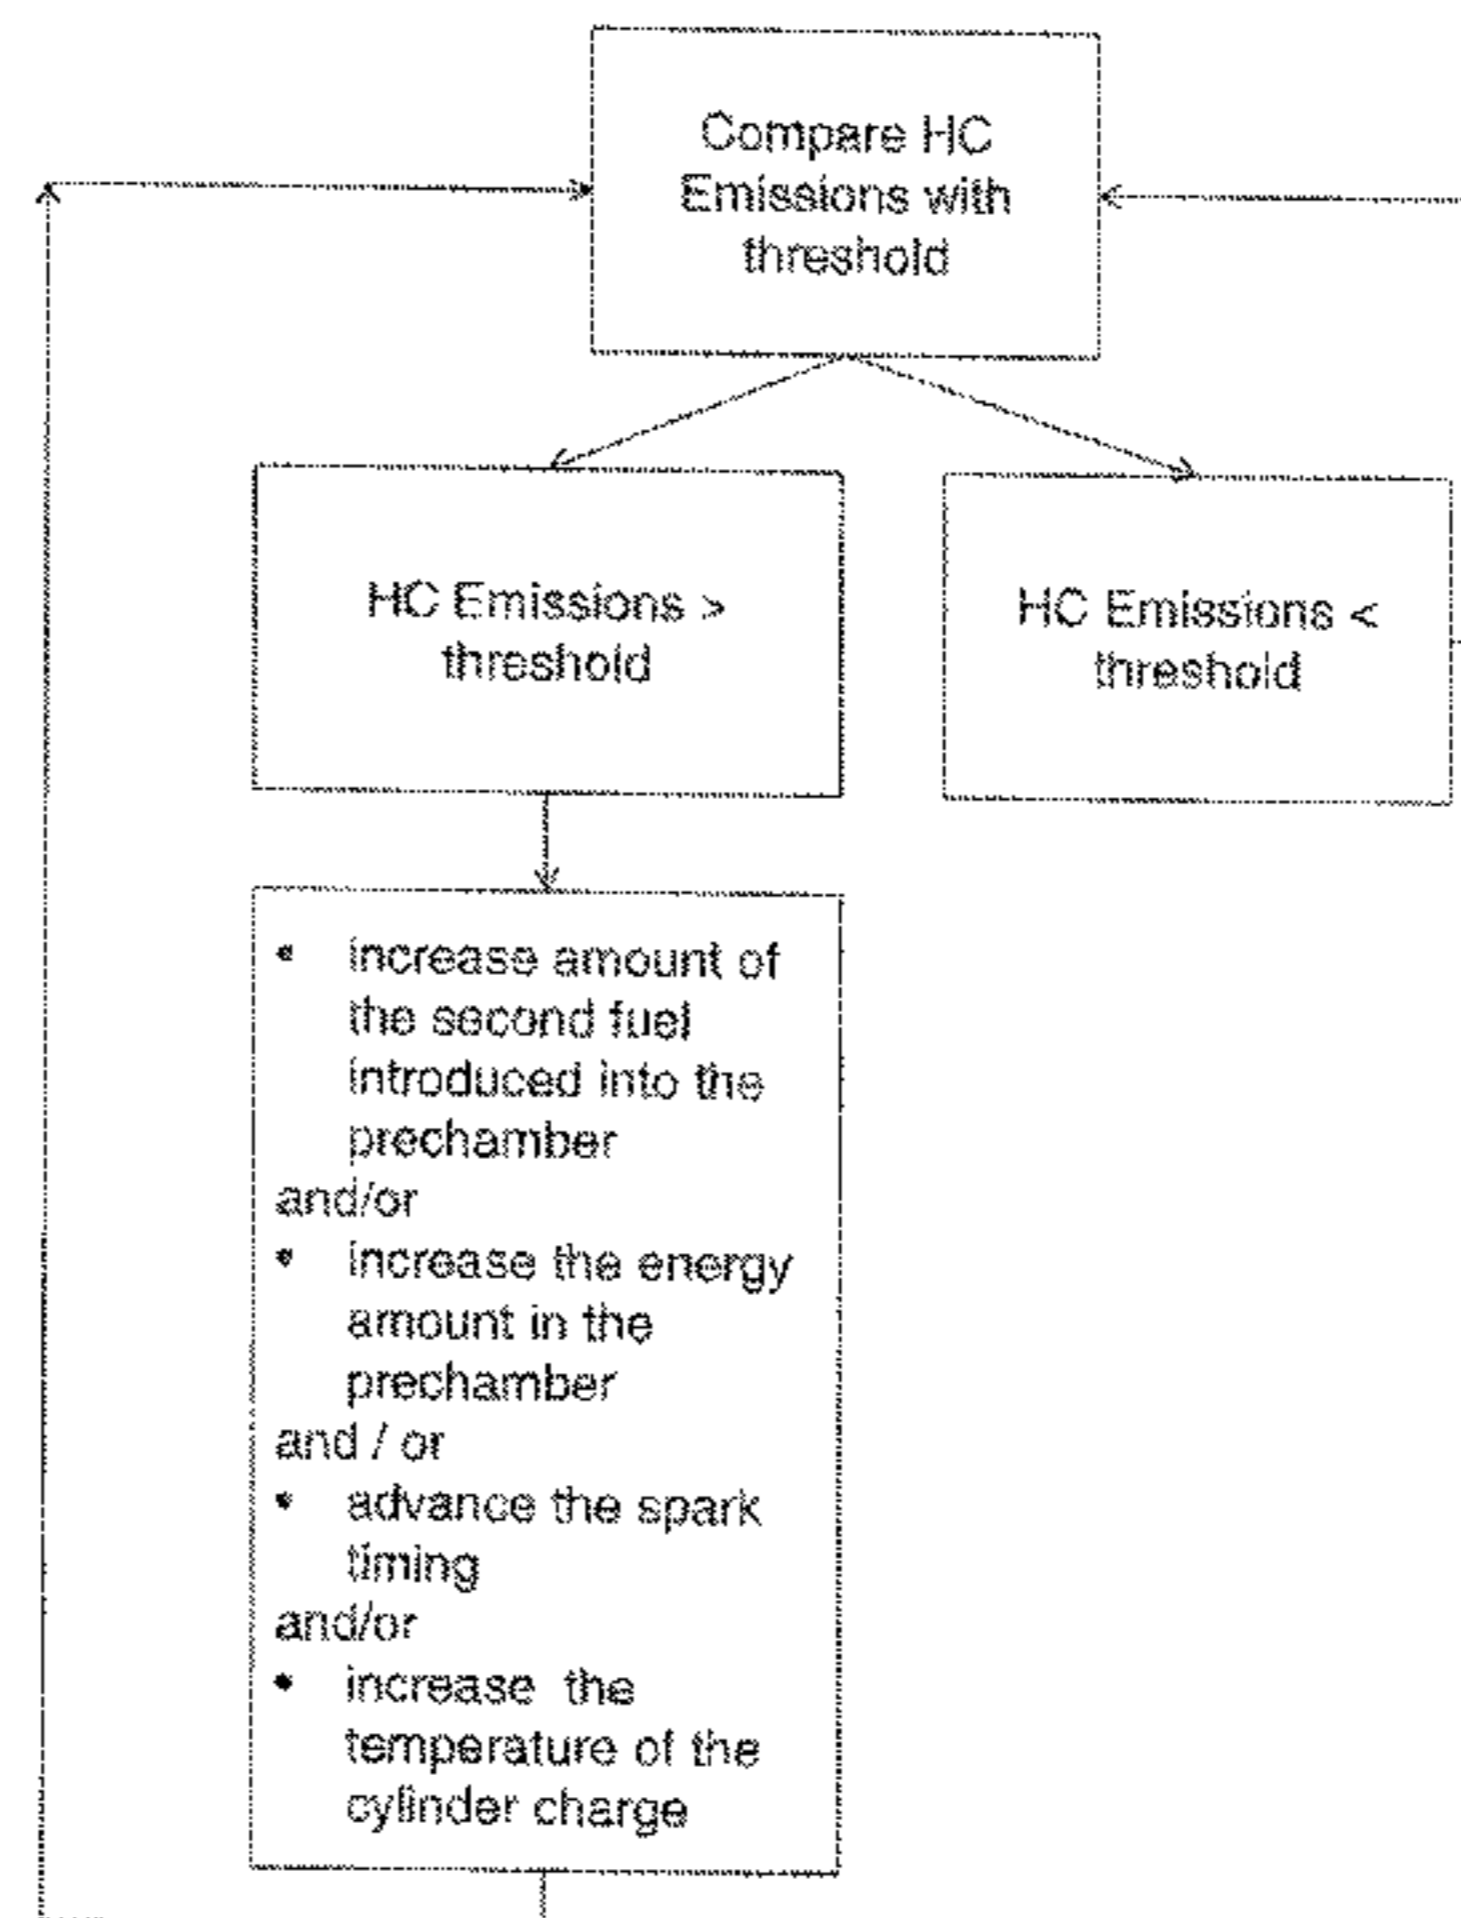 Compare HC
Emissions with
threshold
HC Emissions >
threshold
HC Emissions <
threshold
• increase amount of
the second fuel
introduced into the
prechamber
and/or
• increase the energy
amount in the
prechamber
and / or
• advance the spark
timing
and/or
• increase the
temperature of the
cylinder charge